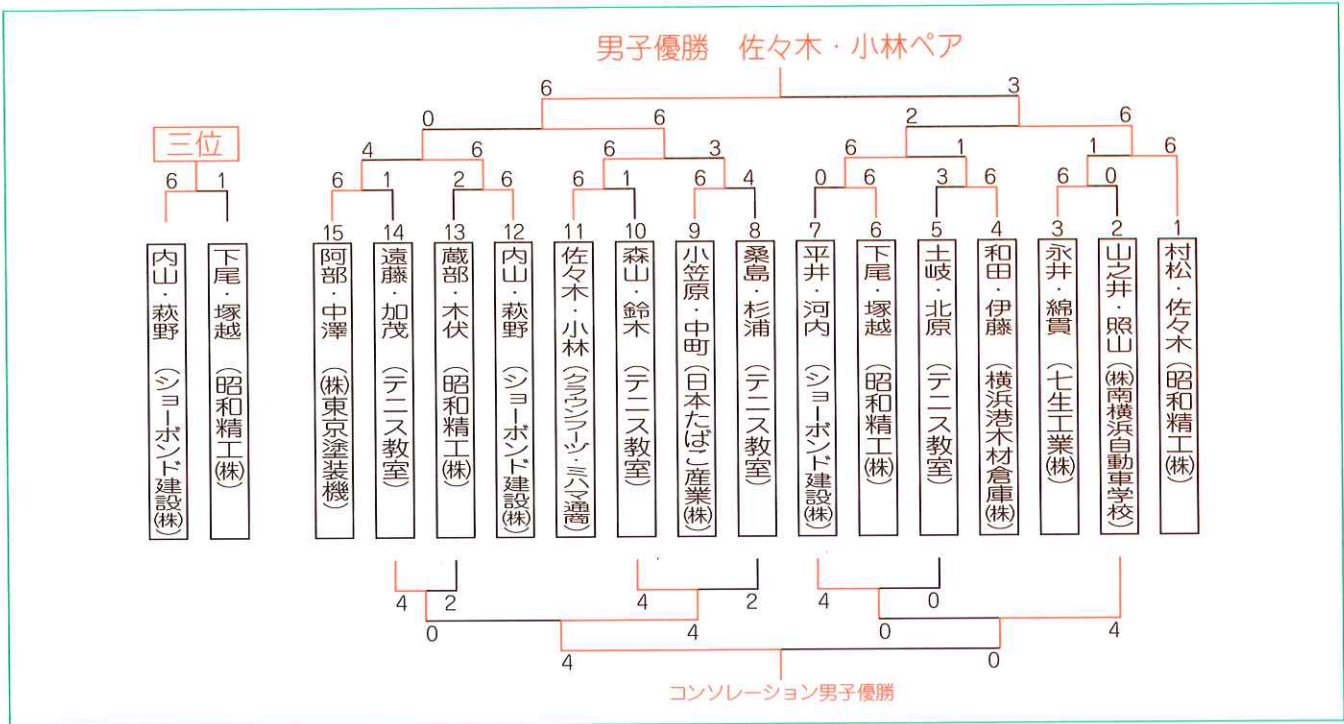 男子優勝 佐々木・小林ペア
6 3
0 6 2 6
三位
4 6 6 3 6 1 1 6
6 1
6 1 2 6 6 1 6 4 0 6 3 6 6 0
15 14 13 12 11 10 9 8 7 6 5 4 3 2 1
内山・萩野 (ショーボンド建設(株))
下尾・塚越 (昭和精工(株))
阿部・中澤 (㈱東京塗装機)
遠藤・加茂 (テニス教室)
蔵部・木伏 (昭和精工(株))
内山・萩野 (ショーボンド建設(株))
佐々木・小林 (クラウンフーヅ・ミハマ通商)
森山・鈴木 (テニス教室)
小笠原・中町 (日本たばこ産業(株))
桑島・杉浦 (テニス教室)
平井・河内 (ショーボンド建設(株))
下尾・塚越 (昭和精工(株))
土岐・北原 (テニス教室)
和田・伊藤 (横浜港木材倉庫(株))
永井・綿貫 (七生工業(株))
山之井・照山 (㈱南横浜自動車学校)
村松・佐々木 (昭和精工(株))
4 2 4 2 4 0
0 4 0 4
4 0
コンソレーション男子優勝